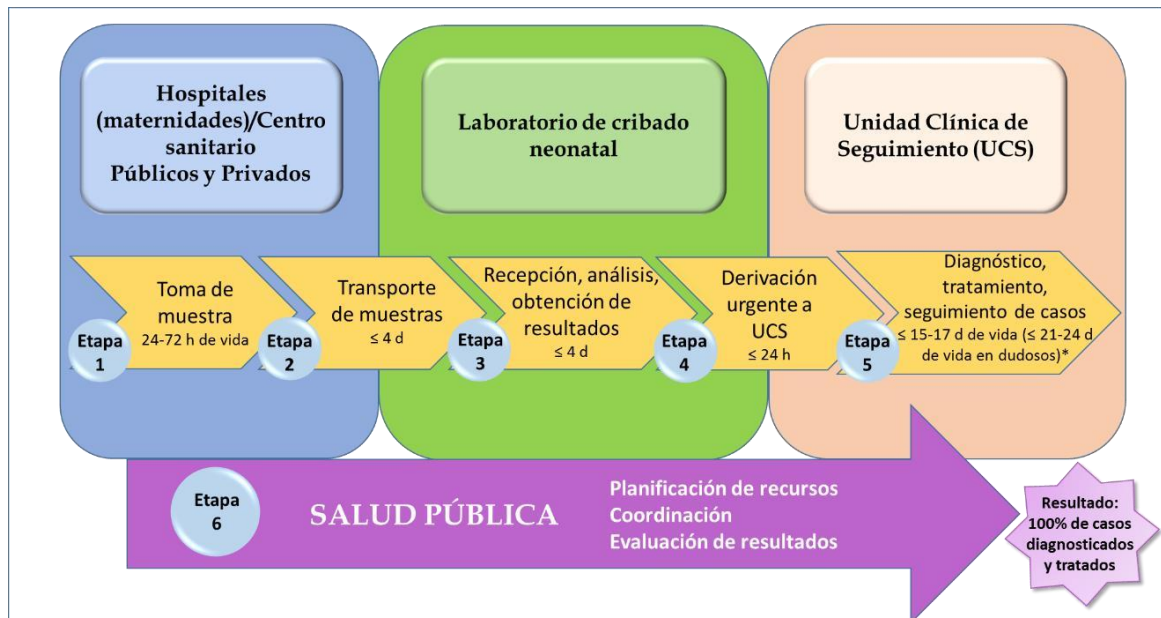 Hospitales
(maternidades)/Centro
sanitario
Públicos y Privados
Laboratorio de cribado
neonatal
Unidad Clínica de
Seguimiento (UCS)
Etapa
1
Toma de
muestra
24-72 h de vida
Etapa
2
Transporte
de muestras
≤ 4 d
Etapa
3
Recepción, análisis,
obtención de
resultados
≤ 4 d
Etapa
4
Derivación
urgente a
UCS
≤ 24 h
Etapa
5
Diagnóstico,
tratamiento,
seguimiento de casos
≤ 15-17 d de vida (≤ 21-24 d
de vida en dudosos)*
Etapa
6
SALUD PÚBLICA
Planificación de recursos
Coordinación
Evaluación de resultados
Resultado:
100% de casos
diagnosticados
y tratados